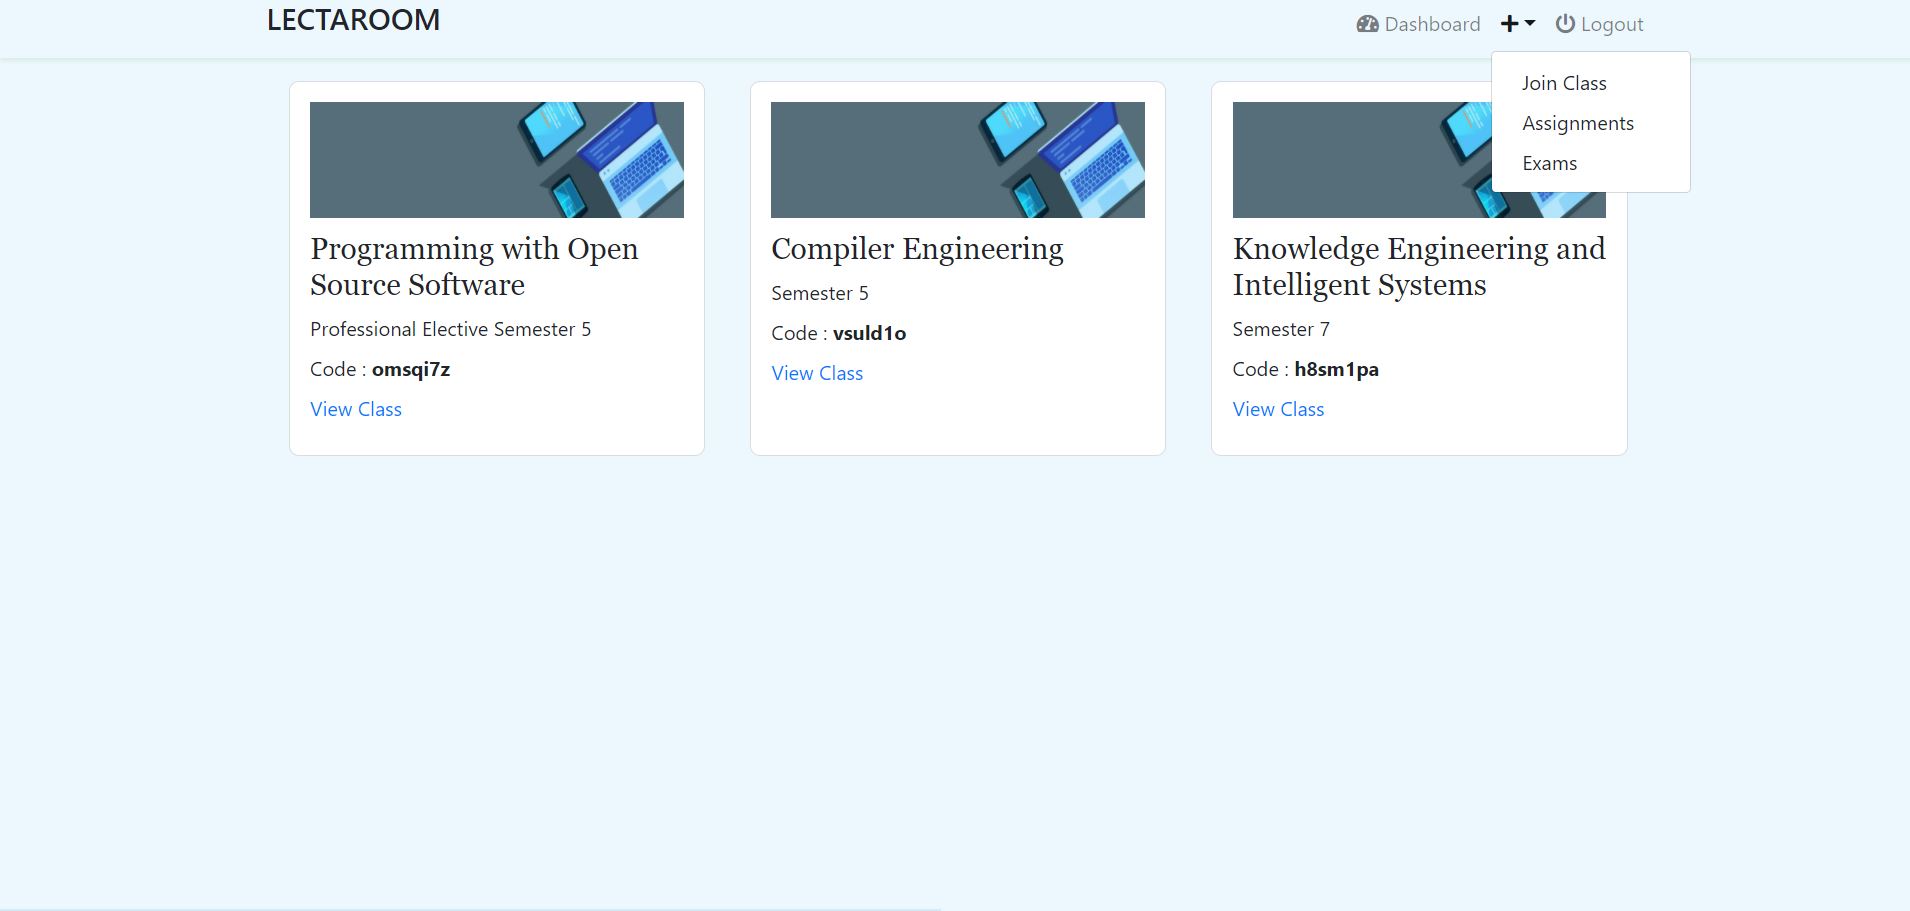 LECTAROOM
Dashboard
Logout
Join Class
Assignments
Exams
Programming with Open
Source Software
Professional Elective Semester 5
Code : omsqi7z
View Class
Compiler Engineering
Semester 5
Code : vsuld1o
View Class
Knowledge Engineering and
Intelligent Systems
Semester 7
Code : h8sm1pa
View Class